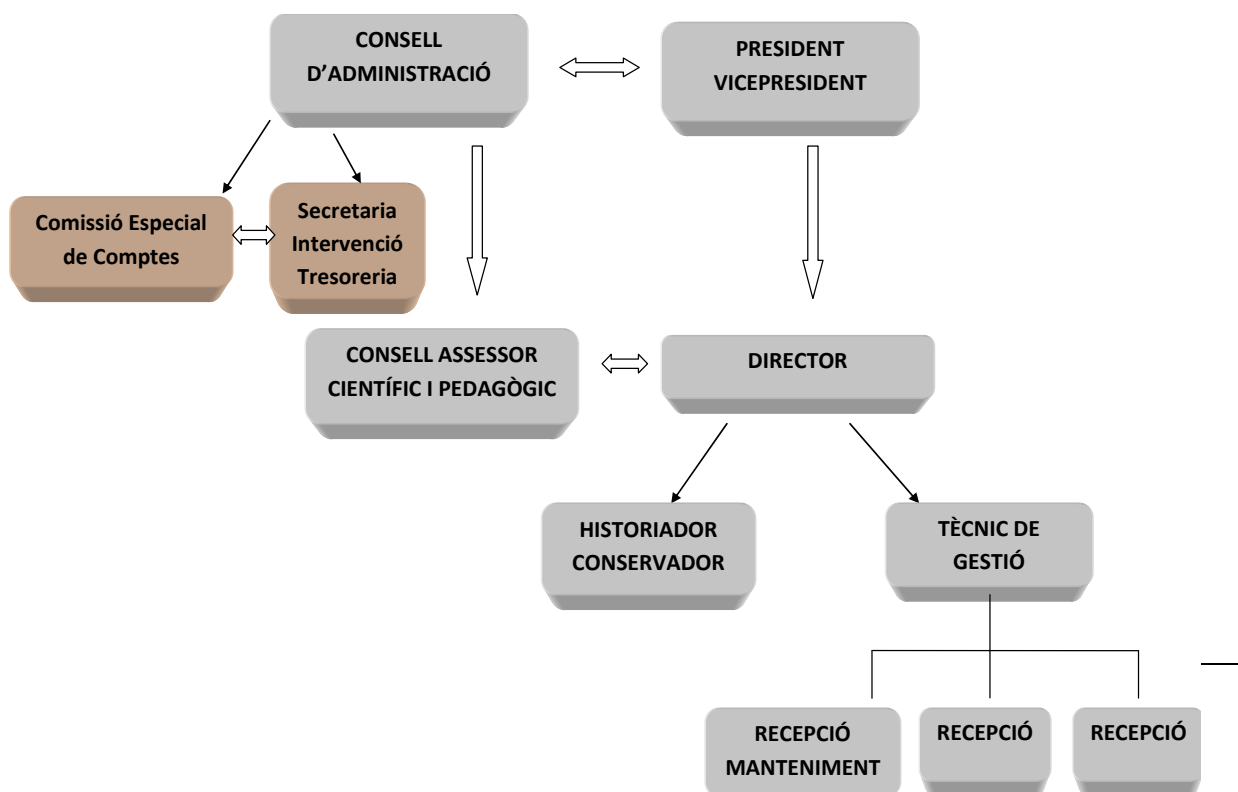 CONSELL
D’ADMINISTRACIÓ
PRESIDENT
VICEPRESIDENT
Comissió Especial
de Comptes
Secretaria
Intervenció
Tresoreria
CONSELL ASSESSOR
CIENTÍFIC I PEDAGÒGIC
DIRECTOR
HISTORIADOR
CONSERVADOR
TÈCNIC DE
GESTIÓ
RECEPCIÓ
MANTENIMENT
RECEPCIÓ
RECEPCIÓ